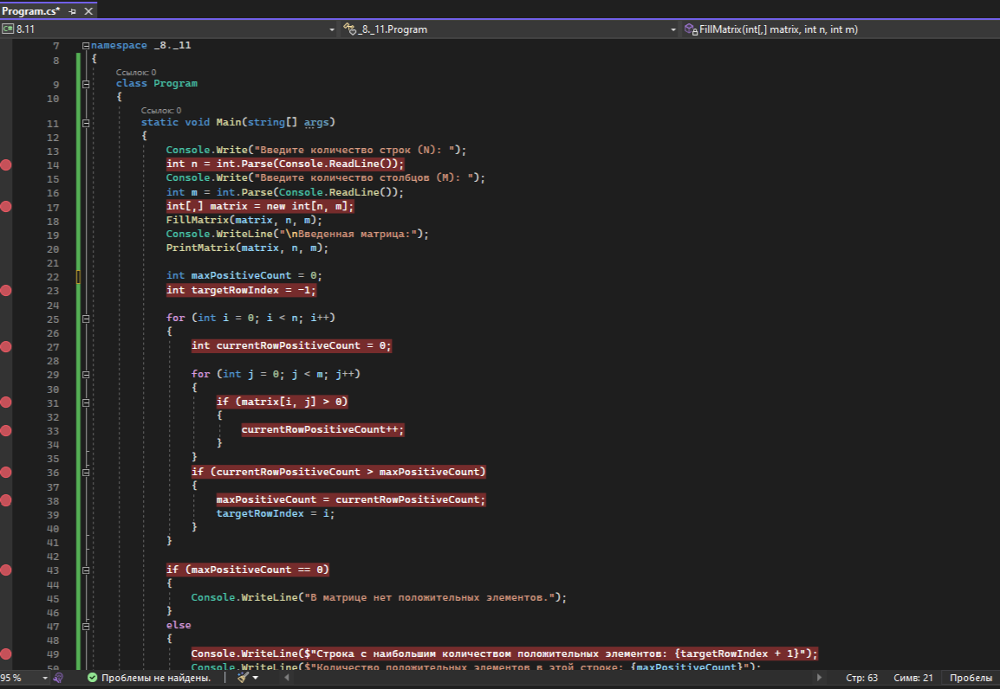 Program.cs*
C# 8.11 _8._11.Program FillMatrix(int[,] matrix, int n, int m)
7 namespace _8._11
8 {
Ссылок: 0
9 class Program
10 {
Ссылок: 0
11 static void Main(string[] args)
12 {
13 Console.Write("Введите количество строк (N): ");
14 int n = int.Parse(Console.ReadLine());
15 Console.Write("Введите количество столбцов (M): ");
16 int m = int.Parse(Console.ReadLine());
17 int[,] matrix = new int[n, m];
18 FillMatrix(matrix, n, m);
19 Console.WriteLine("\nВведенная матрица:");
20 PrintMatrix(matrix, n, m);
21
22 int maxPositiveCount = 0;
23 int targetRowIndex = -1;
24
25 for (int i = 0; i < n; i++)
26 {
27 int currentRowPositiveCount = 0;
28
29 for (int j = 0; j < m; j++)
30 {
31 if (matrix[i, j] > 0)
32 {
33 currentRowPositiveCount++;
34 }
35 }
36 if (currentRowPositiveCount > maxPositiveCount)
37 {
38 maxPositiveCount = currentRowPositiveCount;
39 targetRowIndex = i;
40 }
41 }
42
43 if (maxPositiveCount == 0)
44 {
45 Console.WriteLine("В матрице нет положительных элементов.");
46 }
47 else
48 {
49 Console.WriteLine($"Строка с наибольшим количеством положительных элементов: {targetRowIndex + 1}");
50 Console.WriteLine($"Количество положительных элементов в этой строке: {maxPositiveCount}");
95 % Проблемы не найдены. Стр: 63 Симв: 21 Пробелы